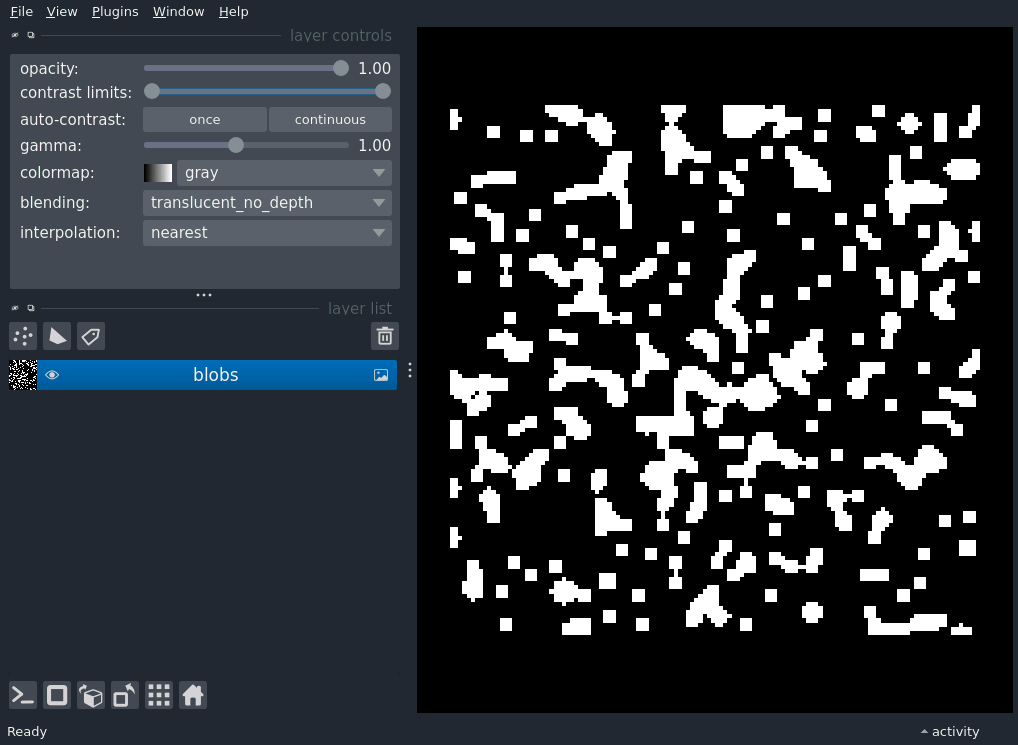 File View Plugins Window Help
layer controls
opacity: 1.00
contrast limits:
auto-contrast: once continuous
gamma: 1.00
colormap: gray
blending: translucent_no_depth
interpolation: nearest
layer list
blobs
Ready
activity